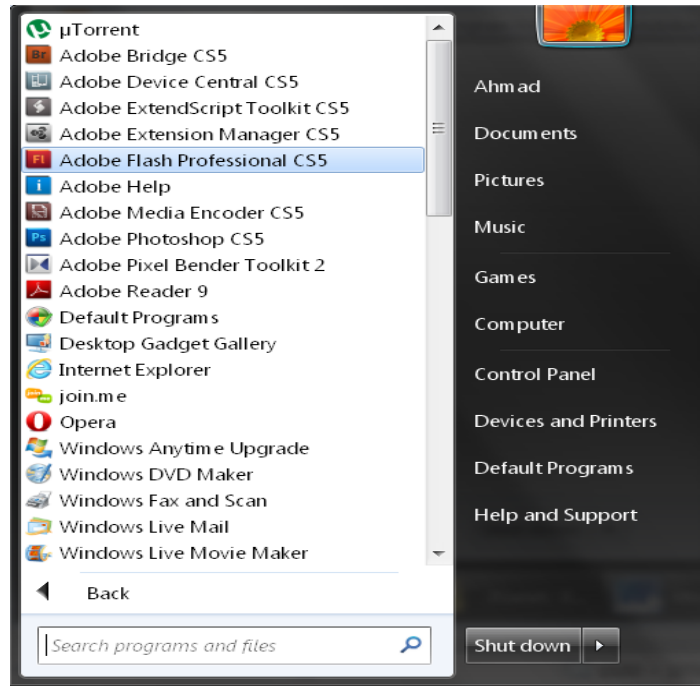 µTorrent
Br Adobe Bridge CS5
Adobe Device Central CS5
Adobe ExtendScript Toolkit CS5
Adobe Extension Manager CS5
Fl Adobe Flash Professional CS5
i Adobe Help
Adobe Media Encoder CS5
Ps Adobe Photoshop CS5
Adobe Pixel Bender Toolkit 2
Adobe Reader 9
Default Programs
Desktop Gadget Gallery
Internet Explorer
join.me
Opera
Windows Anytime Upgrade
Windows DVD Maker
Windows Fax and Scan
Windows Live Mail
Windows Live Movie Maker
Back
Search programs and files
Ahmad
Documents
Pictures
Music
Games
Computer
Control Panel
Devices and Printers
Default Programs
Help and Support
Shut down